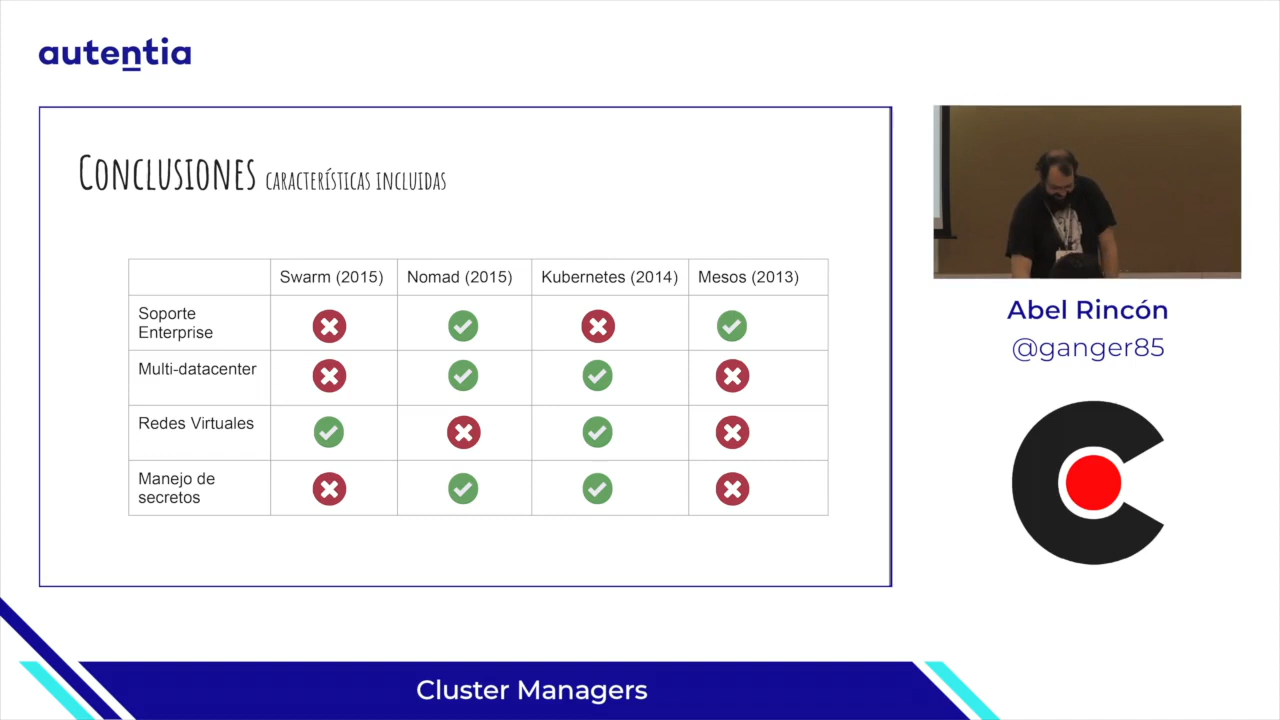 autentia
Conclusiones características incluidas
Swarm (2015) Nomad (2015) Kubernetes (2014) Mesos (2013)
Soporte
Enterprise
Multi-datacenter
Redes Virtuales
Manejo de
secretos
Abel Rincón
@ganger85
Cluster Managers